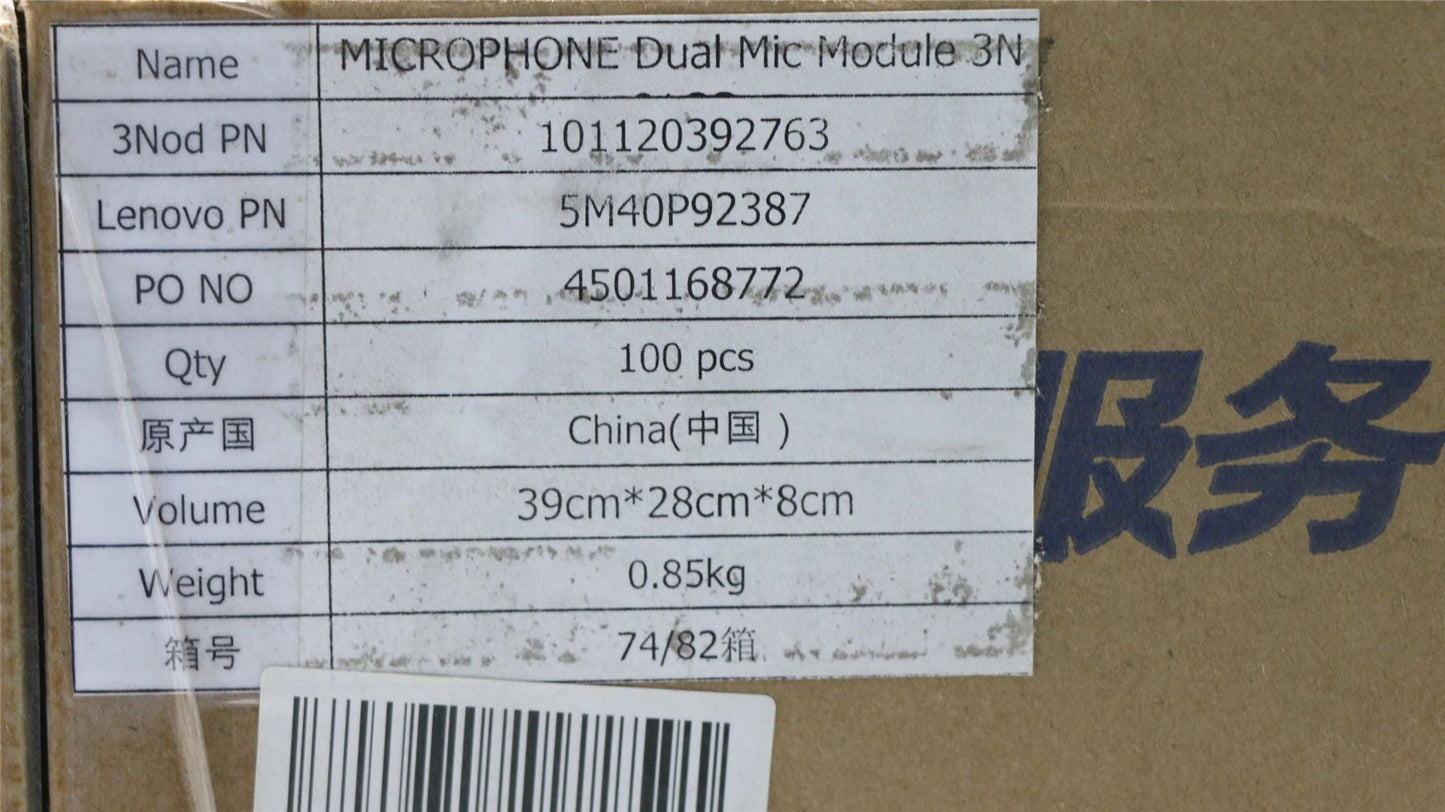 Name MICROPHONE Dual Mic Module 3N
3Nod PN 101120392763
Lenovo PN 5M40P92387
PO NO 4501168772
Qty 100 pcs
原产国 China(中国 )
Volume 39cm*28cm*8cm
Weight 0.85kg
箱号 74/82箱
服务